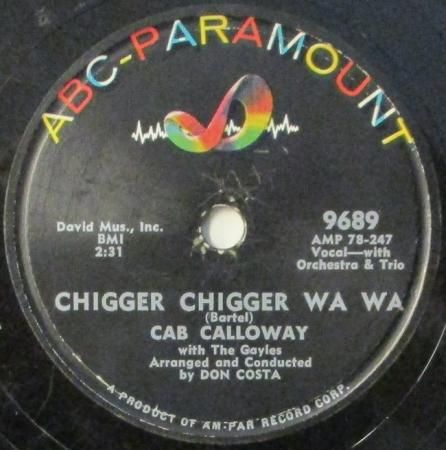 ABC-PARAMOUNT
David Mus., Inc.
BMI
2:31
9689
AMP 78-247
Vocal—with
Orchestra & Trio
CHIGGER CHIGGER WA WA
(Bartel)
CAB CALLOWAY
with The Gayles
Arranged and Conducted
by DON COSTA
A PRODUCT OF AM-PAR RECORD CORP.